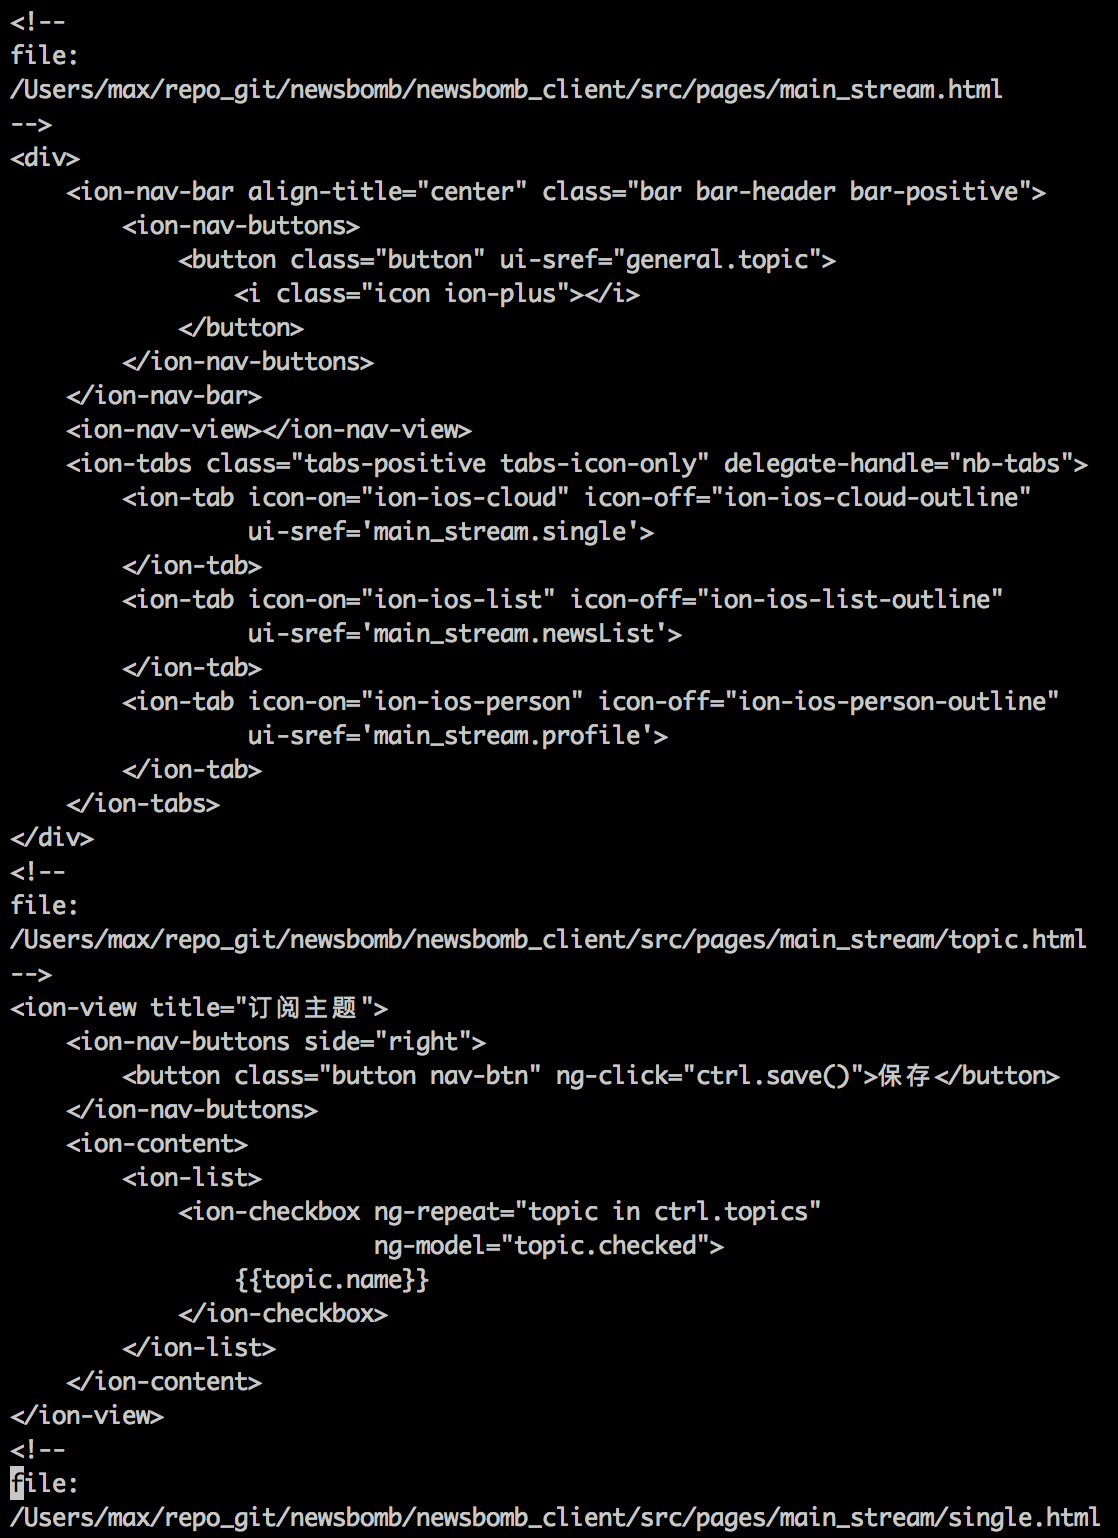 <!--
file:
/Users/max/repo_git/newsbomb/newsbomb_client/src/pages/main_stream.html
-->
<div>
    <ion-nav-bar align-title="center" class="bar bar-header bar-positive">
        <ion-nav-buttons>
            <button class="button" ui-sref="general.topic">
                <i class="icon ion-plus"></i>
            </button>
        </ion-nav-buttons>
    </ion-nav-bar>
    <ion-nav-view></ion-nav-view>
    <ion-tabs class="tabs-positive tabs-icon-only" delegate-handle="nb-tabs">
        <ion-tab icon-on="ion-ios-cloud" icon-off="ion-ios-cloud-outline"
                 ui-sref='main_stream.single'>
        </ion-tab>
        <ion-tab icon-on="ion-ios-list" icon-off="ion-ios-list-outline"
                 ui-sref='main_stream.newsList'>
        </ion-tab>
        <ion-tab icon-on="ion-ios-person" icon-off="ion-ios-person-outline"
                 ui-sref='main_stream.profile'>
        </ion-tab>
    </ion-tabs>
</div>
<!--
file:
/Users/max/repo_git/newsbomb/newsbomb_client/src/pages/main_stream/topic.html
-->
<ion-view title="订阅主题">
    <ion-nav-buttons side="right">
        <button class="button nav-btn" ng-click="ctrl.save()">保存</button>
    </ion-nav-buttons>
    <ion-content>
        <ion-list>
            <ion-checkbox ng-repeat="topic in ctrl.topics"
                          ng-model="topic.checked">
                {{topic.name}}
            </ion-checkbox>
        </ion-list>
    </ion-content>
</ion-view>
<!--
file:
/Users/max/repo_git/newsbomb/newsbomb_client/src/pages/main_stream/single.html